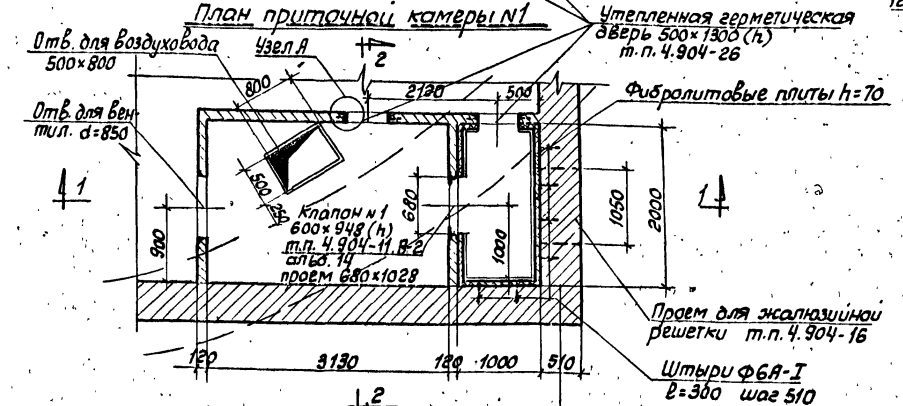 План приточной камеры N1
Утепленная герметическая
дверь 500×1300(h)
т.п. 4.904-26
Отв. для воздуховода
500×800
Узел А
2
800
2130
500
Фибролитовые плиты h=70
Отв. для вен
тил. d=850
1
500
250
Клапан N1
600×948(h)
т.п. 4.904-11 В-2
альб. 14
проем 680×1028
680
1000
1050
2000
1
900
Проем для жалюзийной
решетки т.п. 4.904-16
120
3130
120
1000
510
Штыри ф6А-I
ℓ=300 шаг 510
2